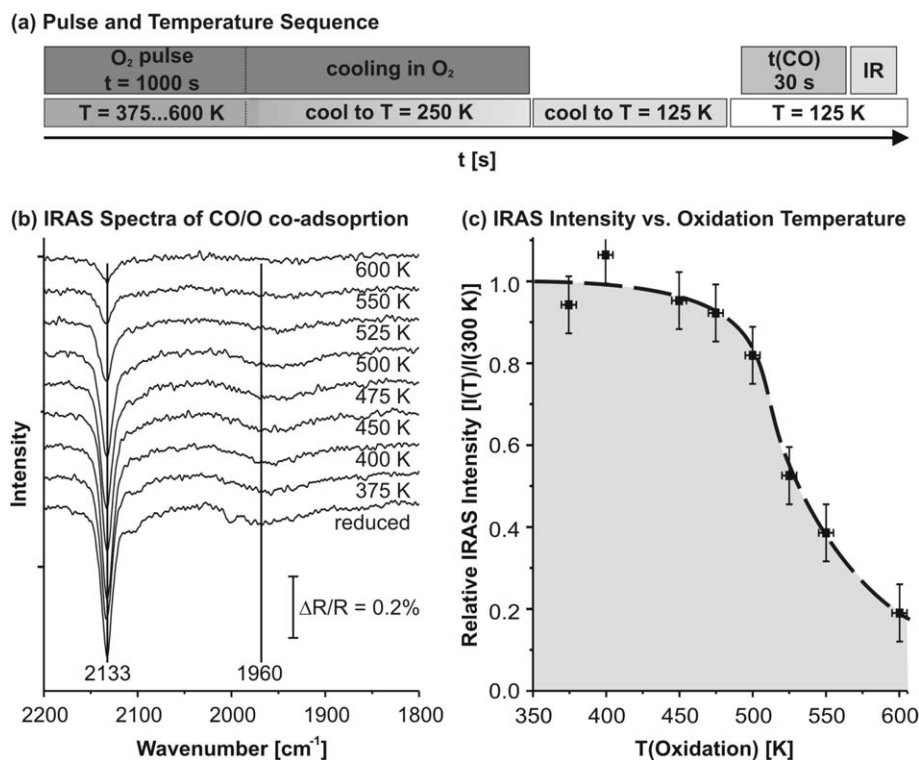 (a) Pulse and Temperature Sequence
O₂ pulse
t = 1000 s
cooling in O₂
t(CO)
30 s
IR
T = 375...600 K
cool to T = 250 K
cool to T = 125 K
T = 125 K
t [s]
(b) IRAS Spectra of CO/O co-adsoprtion
Intensity
600 K
550 K
525 K
500 K
475 K
450 K
400 K
375 K
reduced
ΔR/R = 0.2%
2133
1960
2200
2100
2000
1900
1800
Wavenumber [cm⁻¹]
(c) IRAS Intensity vs. Oxidation Temperature
Relative IRAS Intensity [I(T)/I(300 K)]
1.0
0.8
0.6
0.4
0.2
0.0
350
400
450
500
550
600
T(Oxidation) [K]